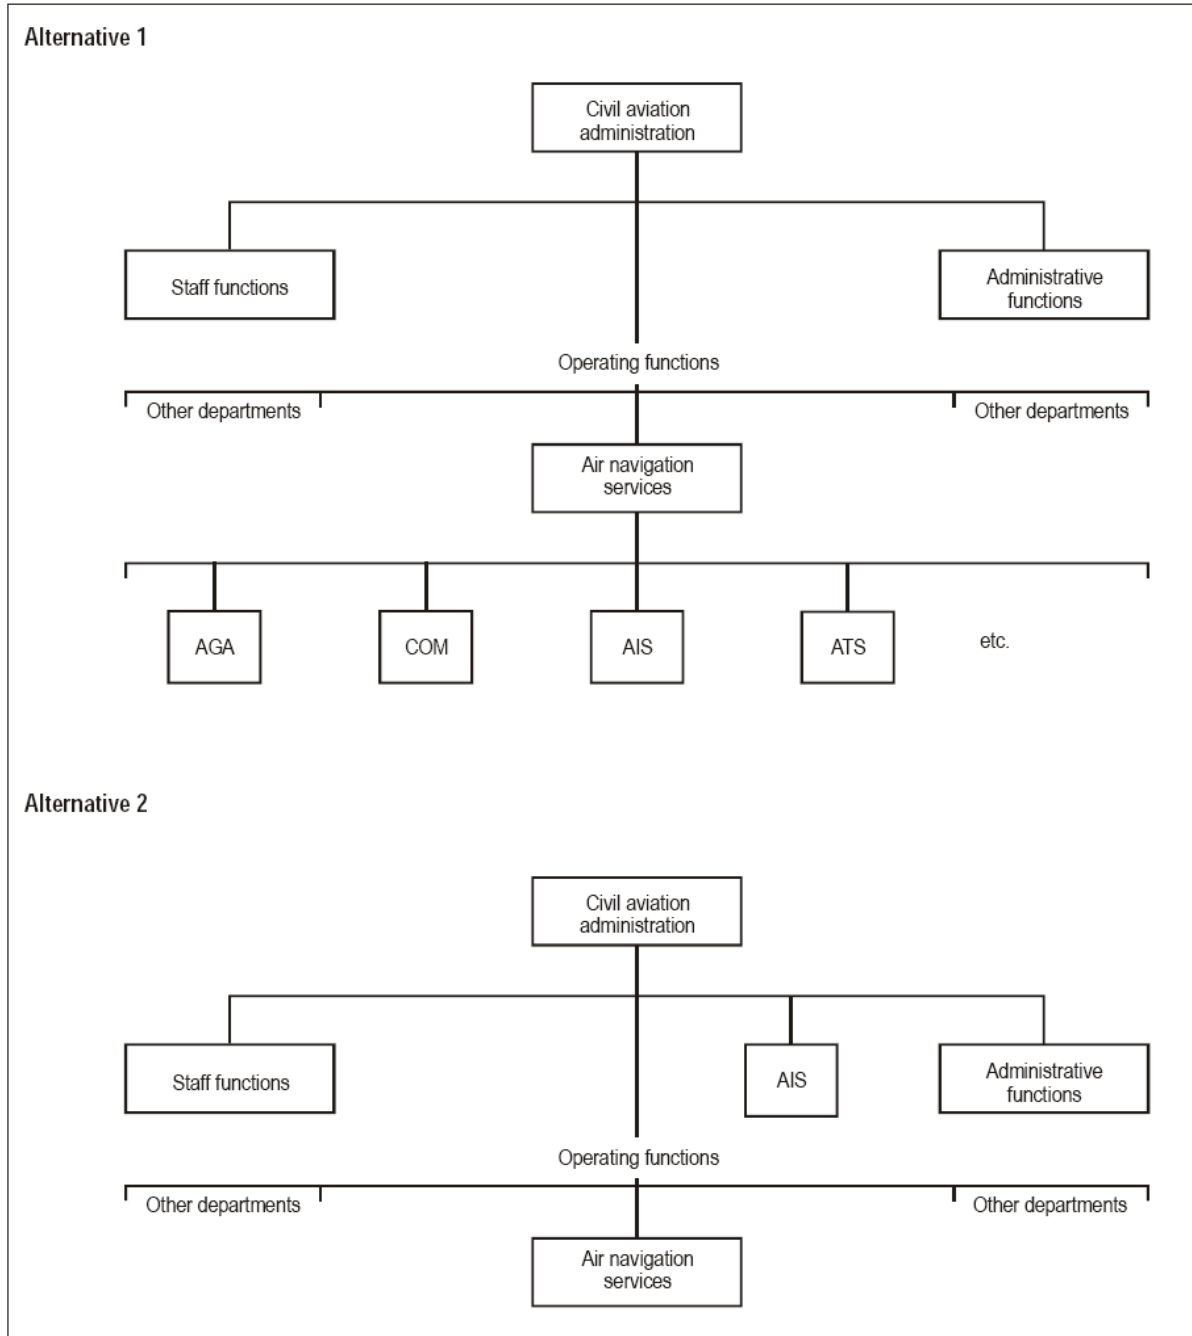 Alternative 1
Civil aviation
administration
Staff functions
Administrative
functions
Operating functions
Other departments
Other departments
Air navigation
services
AGA
COM
AIS
ATS
etc.
Alternative 2
Civil aviation
administration
Staff functions
AIS
Administrative
functions
Operating functions
Other departments
Other departments
Air navigation
services